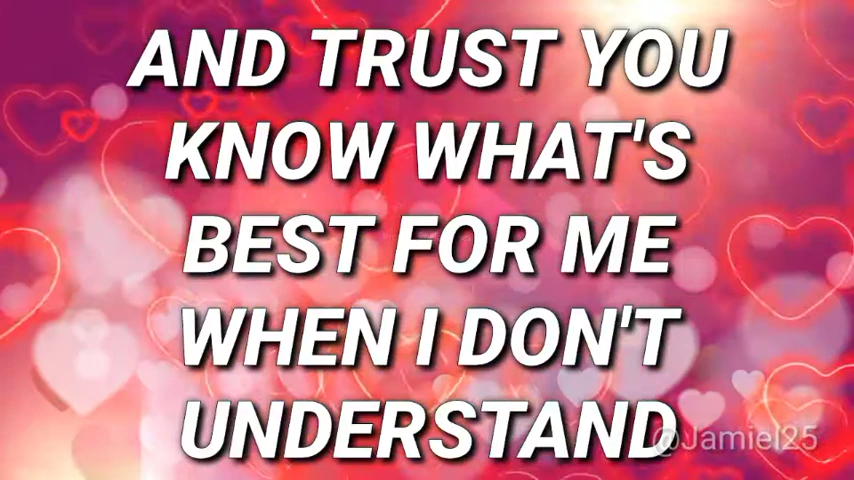 AND TRUST YOU
KNOW WHAT'S
BEST FOR ME
WHEN I DON'T
UNDERSTAND
@Jamiel25